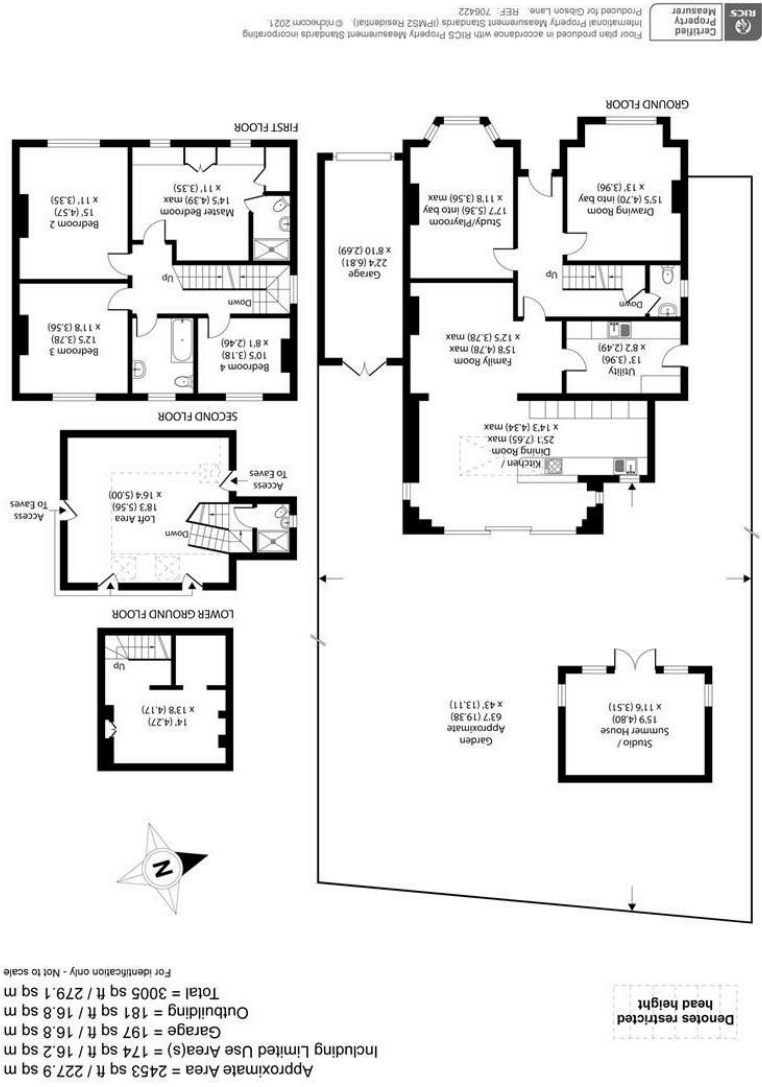 Approximate Area = 2453 sq ft / 227.9 sq m
Including Limited Use Area(s) = 174 sq ft / 16.2 sq m
Garage = 197 sq ft / 16.8 sq m
Outbuilding = 181 sq ft / 16.8 sq m
Total = 3005 sq ft / 279.1 sq m
For identification only - Not to scale
Denotes restricted
head height
N
Studio /
Summer House
15'9 (4.80)
x 11'6 (3.51)
Garden
Approximate
63'7 (19.38)
x 43' (13.11)
14' (4.27)
x 13'8 (4.17)
Up
LOWER GROUND FLOOR
Down
Loft Area
18'3 (5.56)
x 16'4 (5.00)
Access
To Eaves
Access
To Eaves
SECOND FLOOR
Kitchen /
Dining Room
25'1 (7.65) max
x 14'3 (4.34) max
Utility
13' (3.96)
x 8'2 (2.49)
Family Room
15'8 (4.78) max
x 12'5 (3.78) max
Down
Up
Garage
22'4 (6.81)
x 8'10 (2.69)
Drawing Room
15'5 (4.70) into bay
x 13' (3.96)
Study/Playroom
17'7 (5.36) into bay
x 11'8 (3.56) max
GROUND FLOOR
Bedroom 4
10'5 (3.18)
x 8'1 (2.46)
Bedroom 3
12'5 (3.78)
x 11'8 (3.56)
Down
Up
Master Bedroom
14'5 (4.39) max
x 11' (3.35)
Bedroom 2
15' (4.57)
x 11' (3.35)
FIRST FLOOR
RICS
Certified
Property
Measurer
Floor plan produced in accordance with RICS Property Measurement Standards incorporating
International Property Measurement Standards (IPMS2 Residential). ©nichecom 2021.
Produced for Gibson Lane. REF: 706422